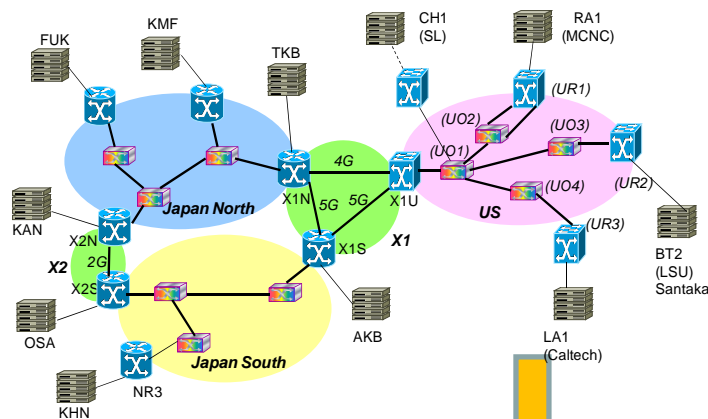 CH1
(SL)
RA1
(MCNC)
KMF
FUK
TKB
(UR1)
(UO2)
(UO3)
(UO1)
4G
(UR2)
X1N
X1U
(UO4)
5G
5G
Japan North
US
(UR3)
KAN
X2N
X1
X1S
X2
2G
BT2
(LSU)
Santaka
X2S
OSA
AKB
LA1
(Caltech)
Japan South
NR3
KHN